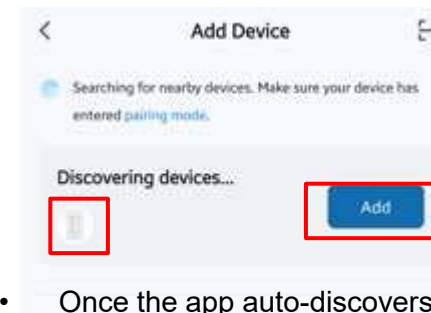 Add Device
Searching for nearby devices. Make sure your device has
entered pairing mode.
Discovering devices...
Add
• Once the app auto-discovers